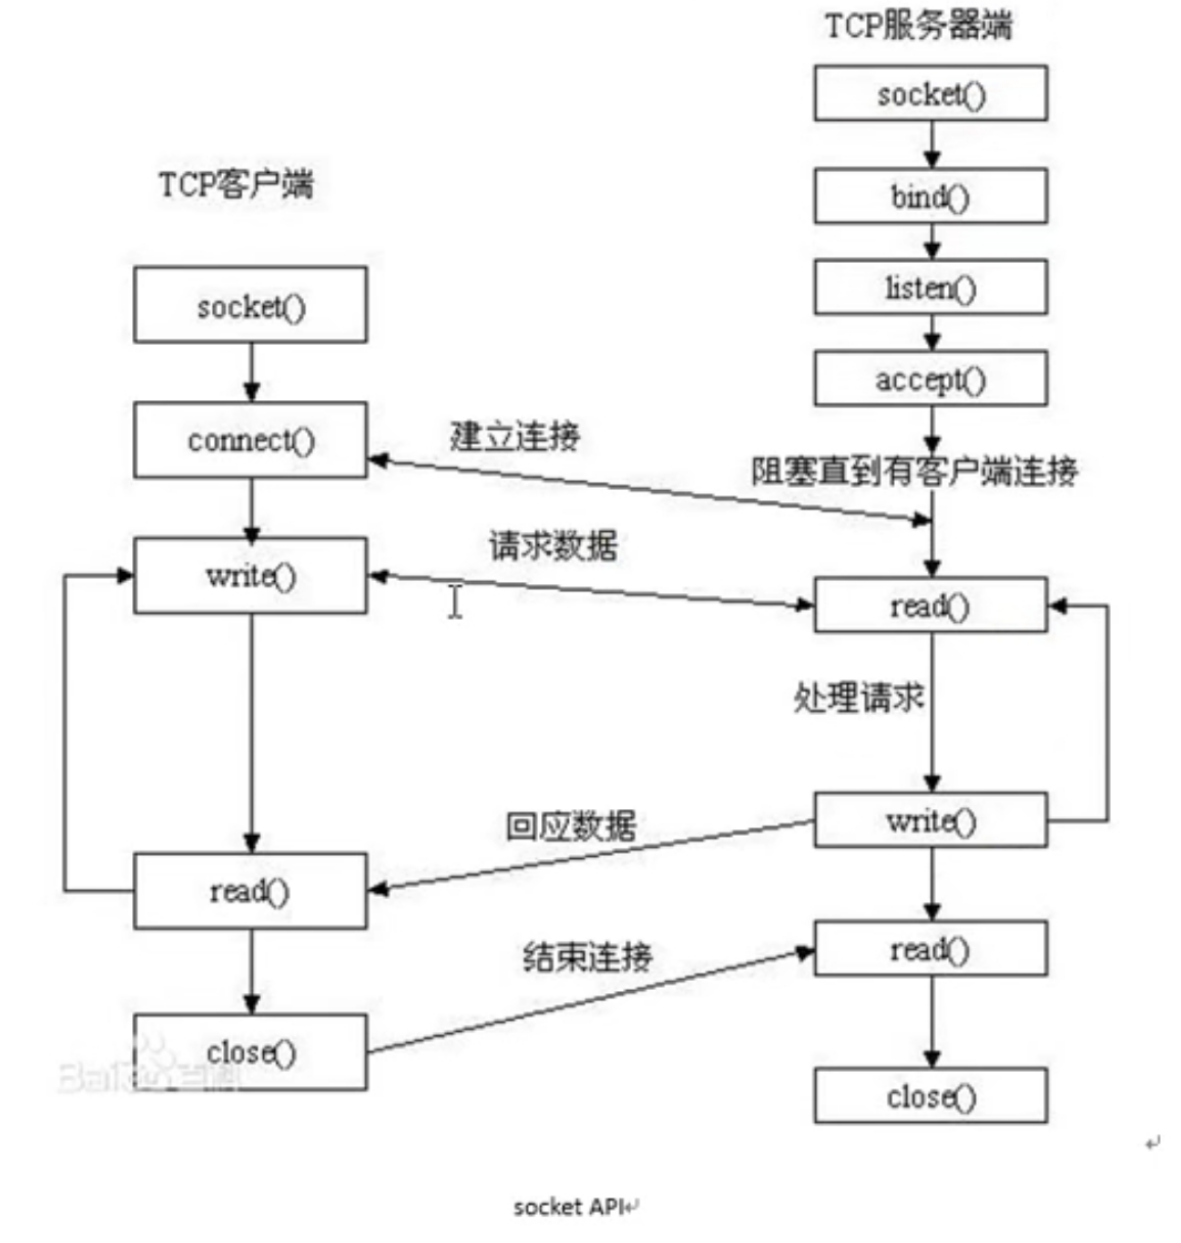 TCP服务器端
socket()
bind()
listen()
accept()
阻塞直到有客户端连接
read()
处理请求
write()
read()
close()
TCP客户端
socket()
connect()
write()
read()
close()
建立连接
请求数据
回应数据
结束连接
Baidu百科
socket API